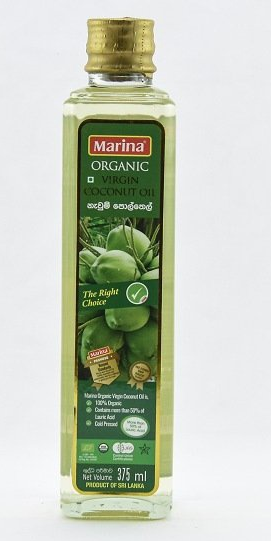 Marina®
ORGANIC
VIRGIN
COCONUT OIL
නැවුම් පොල්තෙල්
The Right
Choice
Marina
Marina Organic Virgin Coconut Oil is.
100% Organic
Contains more than 50% of
Lauric Acid
Cold Pressed
Net Volume 375 ml
PRODUCT OF SRI LANKA